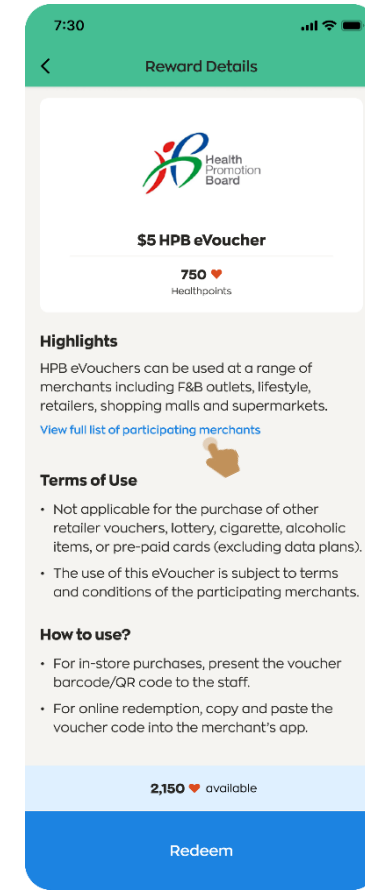 7:30
Reward Details
Health
Promotion
Board
$5 HPB eVoucher
750
Healthpoints
Highlights
HPB eVouchers can be used at a range of
merchants including F&B outlets, lifestyle,
retailers, shopping malls and supermarkets.
View full list of participating merchants
Terms of Use
• Not applicable for the purchase of other
retailer vouchers, lottery, cigarette, alcoholic
items, or pre-paid cards (excluding data plans).
• The use of this eVoucher is subject to terms
and conditions of the participating merchants.
How to use?
• For in-store purchases, present the voucher
barcode/QR code to the staff.
• For online redemption, copy and paste the
voucher code into the merchant's app.
2,150 available
Redeem